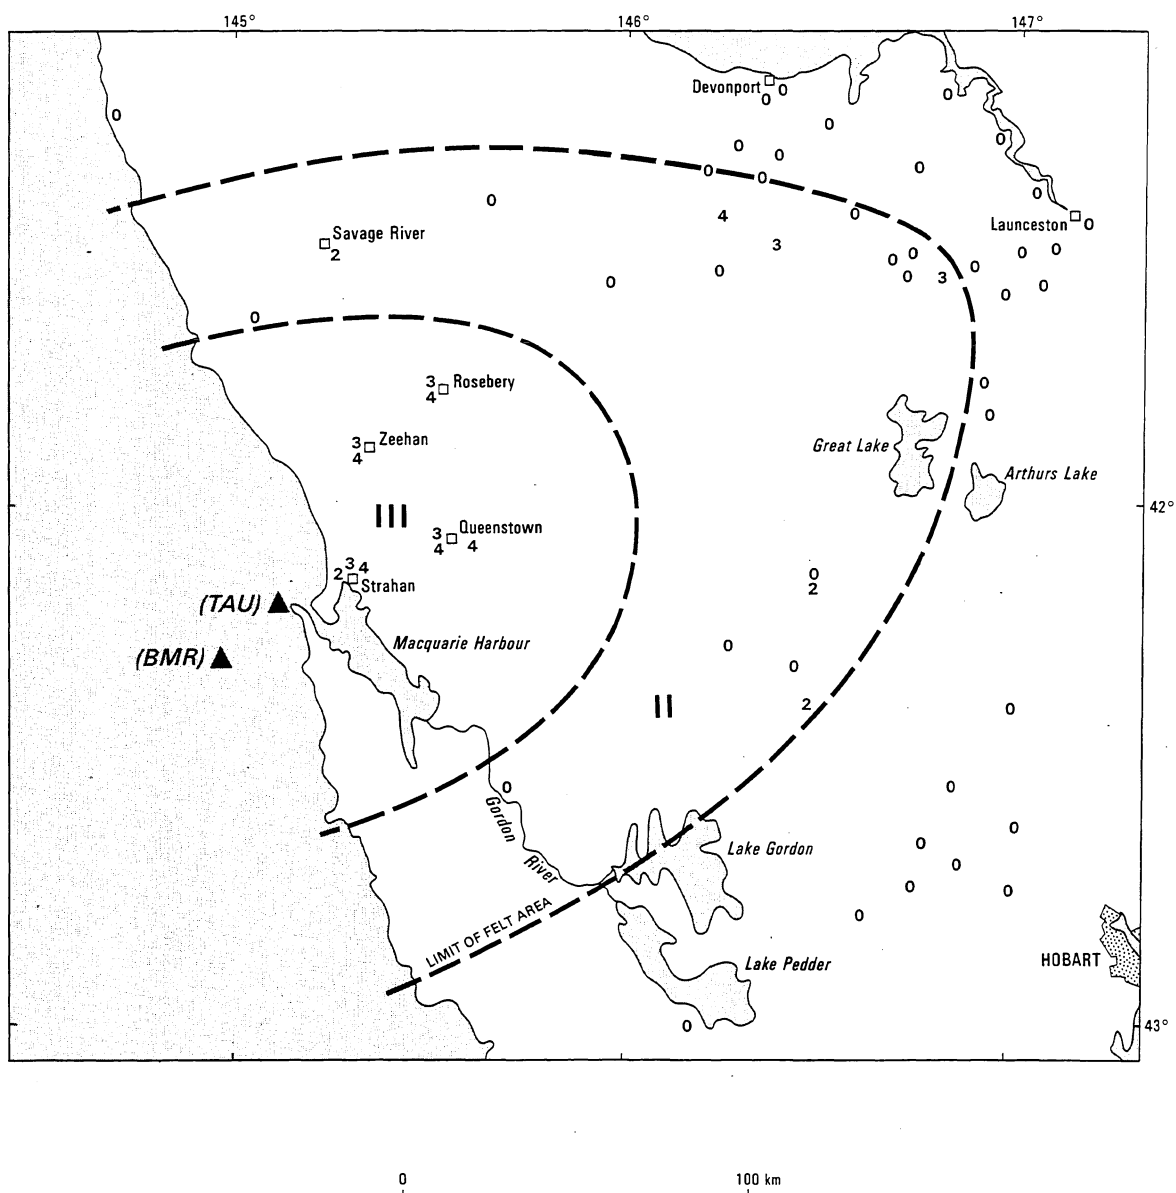 145° 146° 147°
Devonport
0 0
0
0
0
0
0
0
0
0
0
0
0
0
0
Launceston 0
4
Savage River
2
3
0
0
0
0
0
0
0
0
3
0
0
0
0
3
4 Rosebery
0
0
3
4 Zeehan
Great Lake
Arthurs Lake
III
42°
3
4 Queenstown
4
2 3 4
Strahan
0
2
(TAU)
Macquarie Harbour
0
(BMR)
0
II
2
0
0
0
Gordon
River
0
0
Lake Gordon
0
0
0
0
LIMIT OF FELT AREA
HOBART
Lake Pedder
0
43°
0 100 km